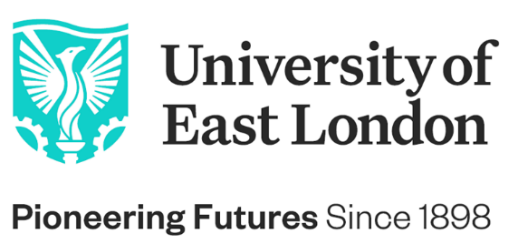 University of
East London
Pioneering Futures Since 1898